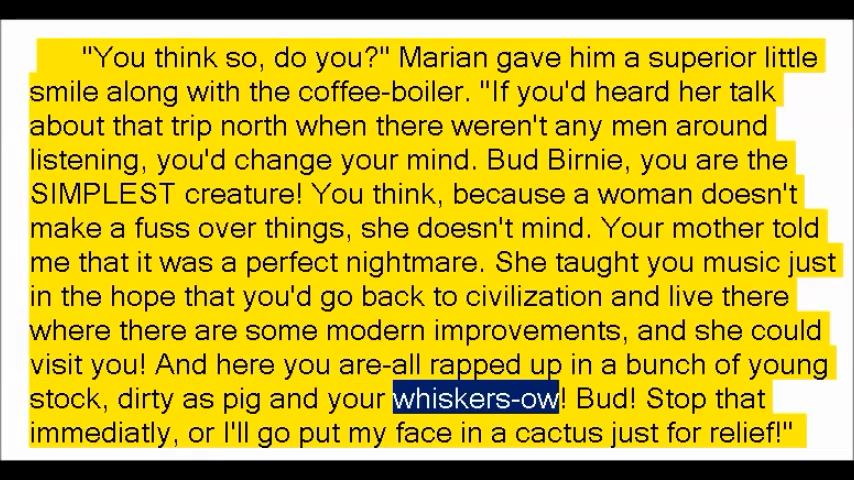 "You think so, do you?" Marian gave him a superior little
smile along with the coffee-boiler. "If you'd heard her talk
about that trip north when there weren't any men around
listening, you'd change your mind. Bud Birnie, you are the
SIMPLEST creature! You think, because a woman doesn't
make a fuss over things, she doesn't mind. Your mother told
me that it was a perfect nightmare. She taught you music just
in the hope that you'd go back to civilization and live there
where there are some modern improvements, and she could
visit you! And here you are-all rapped up in a bunch of young
stock, dirty as pig and your whiskers-ow! Bud! Stop that
immediatly, or I'll go put my face in a cactus just for relief!"